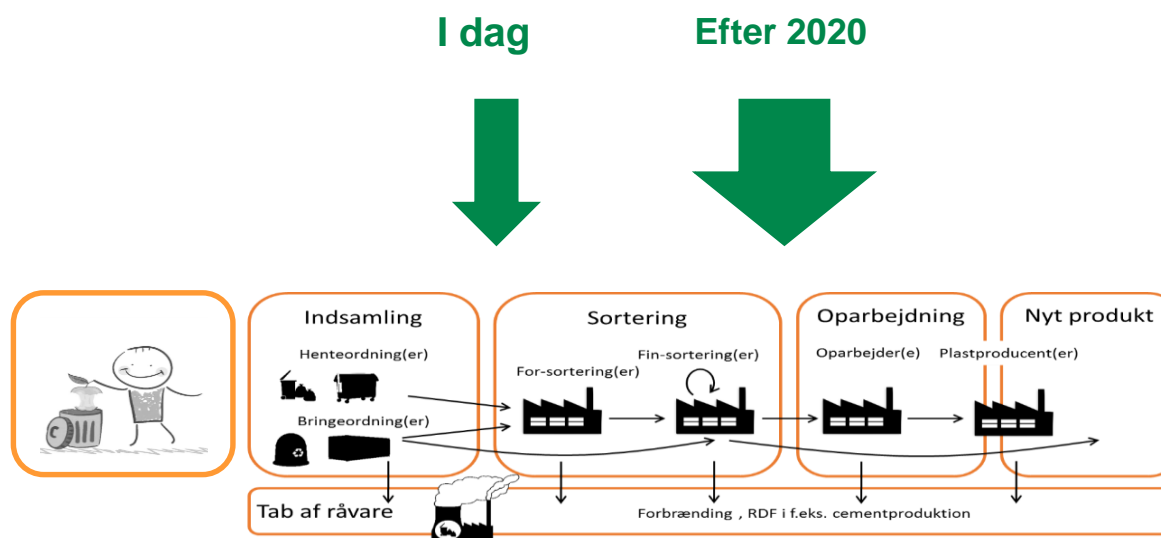 I dag
Efter 2020
Indsamling
Henteordning(er)
Bringeordning(er)
Sortering
Fin-sortering(er)
For-sortering(er)
Oparbejdning
Oparbejder(e)
Nyt produkt
Plastproducent(er)
Tab af råvare
Forbrænding , RDF i f.eks. cementproduktion